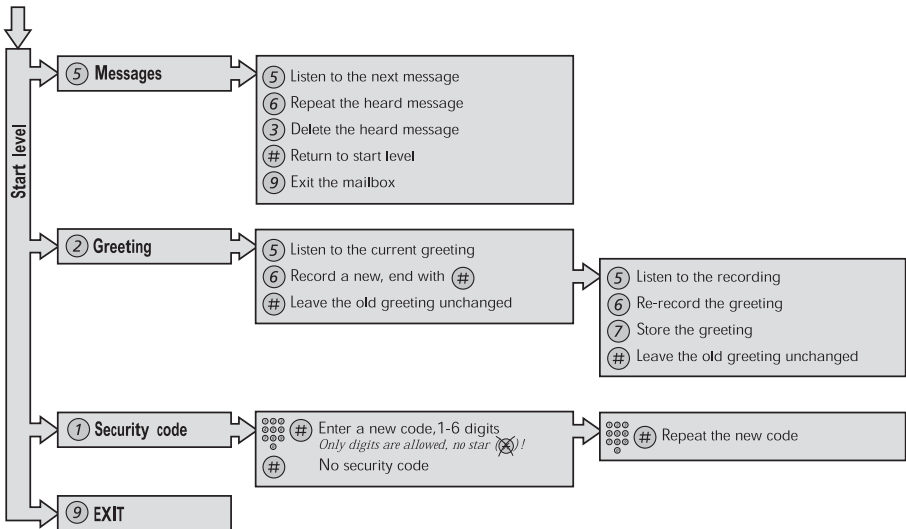 Start level
5 Messages
5 Listen to the next message
6 Repeat the heard message
3 Delete the heard message
# Return to start level
9 Exit the mailbox
2 Greeting
5 Listen to the current greeting
6 Record a new, end with #
# Leave the old greeting unchanged
5 Listen to the recording
6 Re-record the greeting
7 Store the greeting
# Leave the old greeting unchanged
1 Security code
# Enter a new code,1-6 digits
Only digits are allowed, no star (*)!
# No security code
# Repeat the new code
9 EXIT